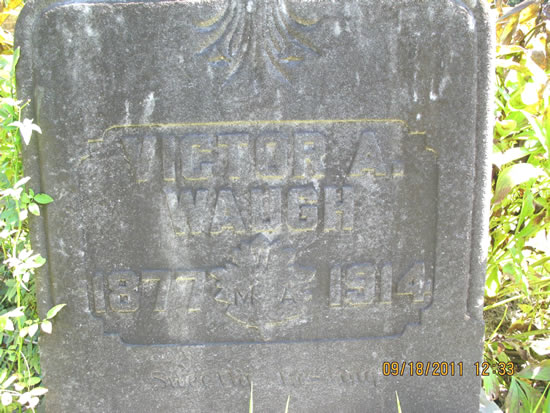 VICTOR A.
WAUGH
1877 M A 1914
09/18/2011 12:33